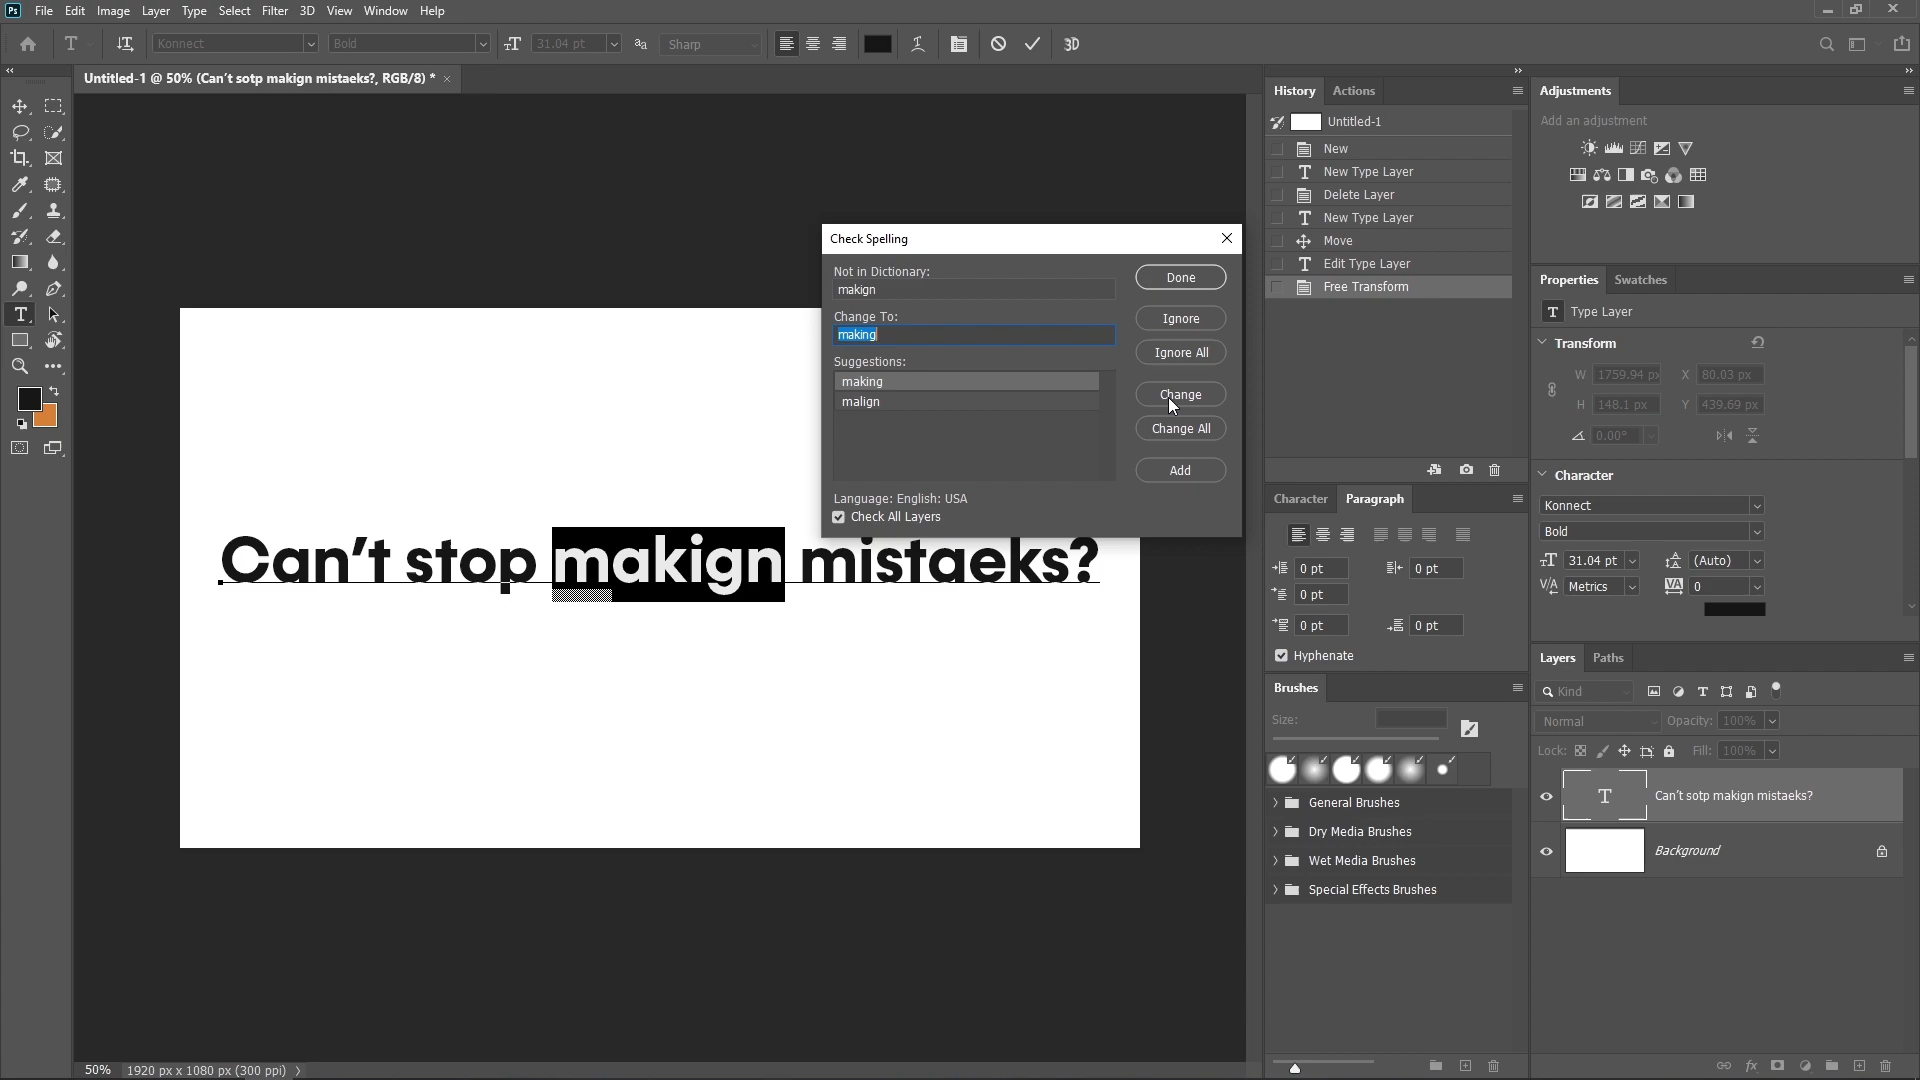 Ps File Edit Image Layer Type Select Filter 3D View Window Help
T Konnect Bold 31.04 pt aa Sharp 3D
Untitled-1 @ 50% (Can't sotp makign mistaeks?, RGB/8) * ×
Can't stop makign mistaeks?
Check Spelling
Not in Dictionary:
makign
Change To:
making
Suggestions:
making
malign
Done
Ignore
Ignore All
Change
Change All
Add
Language: English: USA
Check All Layers
50% 1920 px x 1080 px (300 ppi)
History Actions
Untitled-1
New
New Type Layer
Delete Layer
New Type Layer
Move
Edit Type Layer
Free Transform
Character Paragraph
0 pt 0 pt
0 pt
0 pt 0 pt
Hyphenate
Brushes
Size:
General Brushes
Dry Media Brushes
Wet Media Brushes
Special Effects Brushes
Adjustments
Add an adjustment
Properties Swatches
T Type Layer
Transform
W 1759.94 px X 80.03 px
H 148.1 px Y 439.69 px
0.00°
Character
Konnect
Bold
31.04 pt (Auto)
Metrics 0
Layers Paths
Kind
Normal Opacity: 100%
Lock: Fill: 100%
T Can't sotp makign mistaeks?
Background
fx